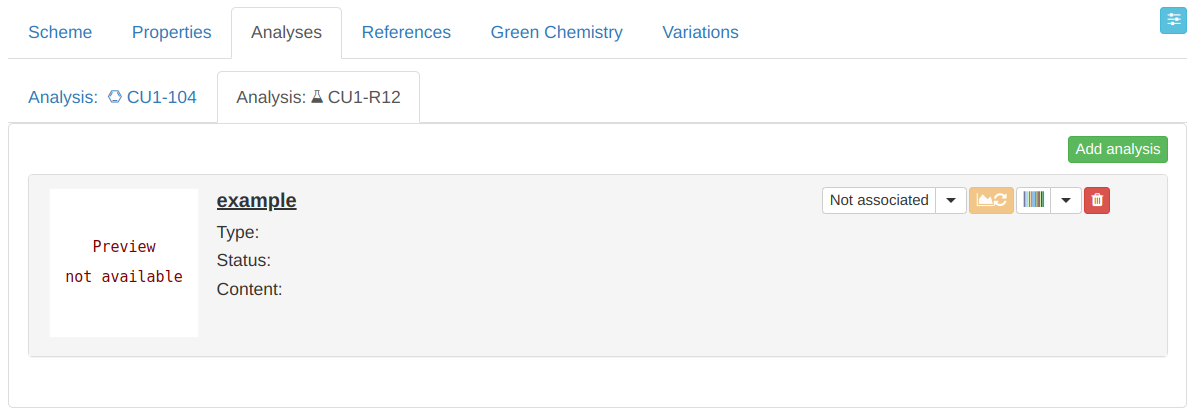 Scheme Properties Analyses References Green Chemistry Variations
Analysis: CU1-104 Analysis: CU1-R12
Add analysis
example Not associated
Type:
Status:
Content:
Preview
not available